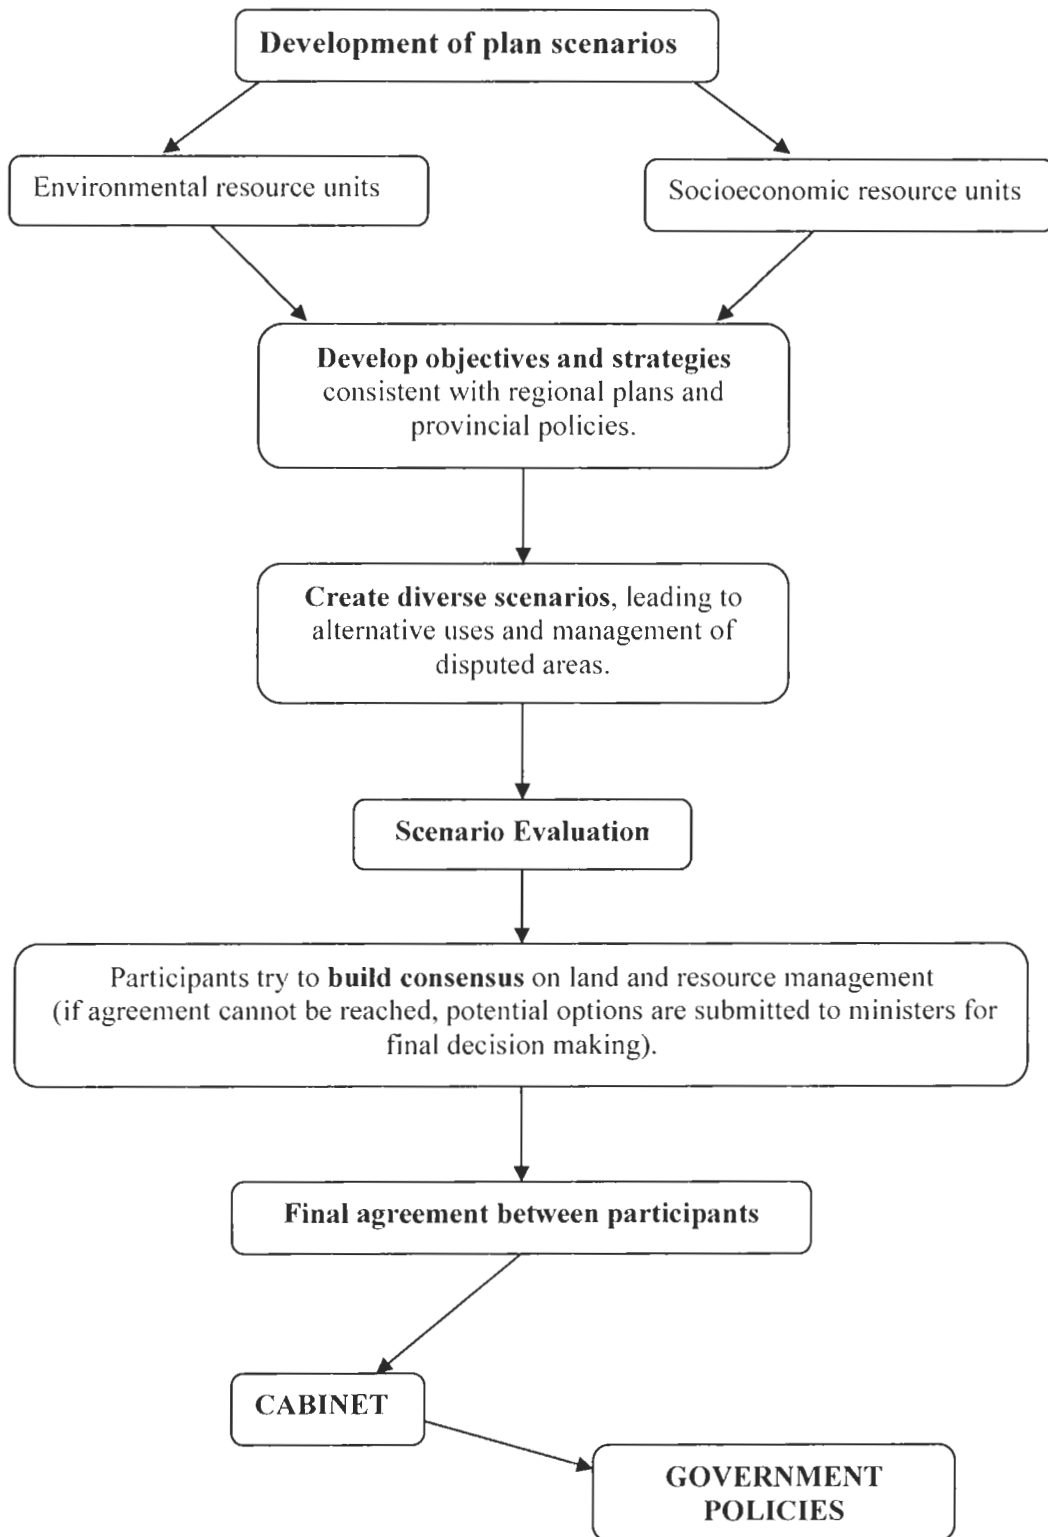 Development of plan scenarios
Environmental resource units
Socioeconomic resource units
Develop objectives and strategies
consistent with regional plans and
provincial policies.
Create diverse scenarios, leading to
alternative uses and management of
disputed areas.
Scenario Evaluation
Participants try to build consensus on land and resource management
(if agreement cannot be reached, potential options are submitted to ministers for
final decision making).
Final agreement between participants
CABINET
GOVERNMENT
POLICIES